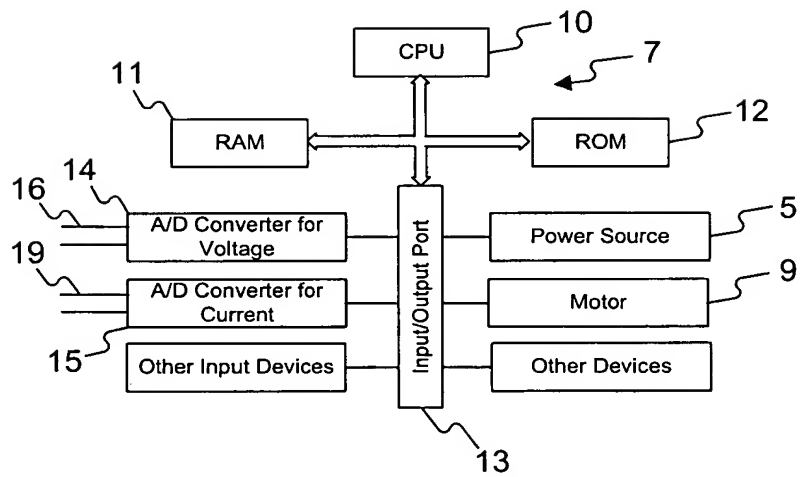 10
CPU
7
11
RAM
ROM
12
14
16
A/D Converter for
Voltage
Input/Output Port
Power Source
5
19
A/D Converter for
Current
Motor
9
15
Other Input Devices
Other Devices
13